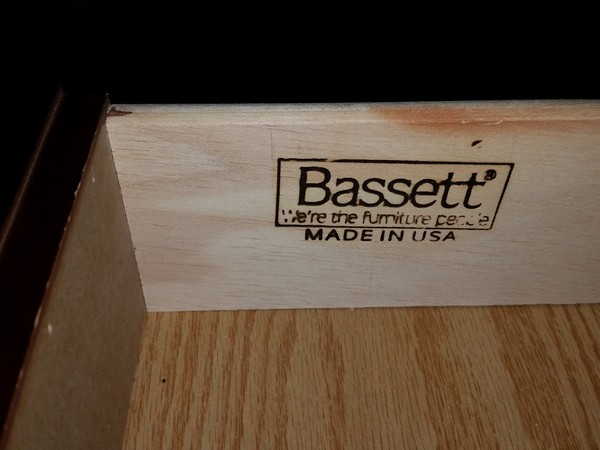 Bassett®
We're the furniture people
MADE IN USA